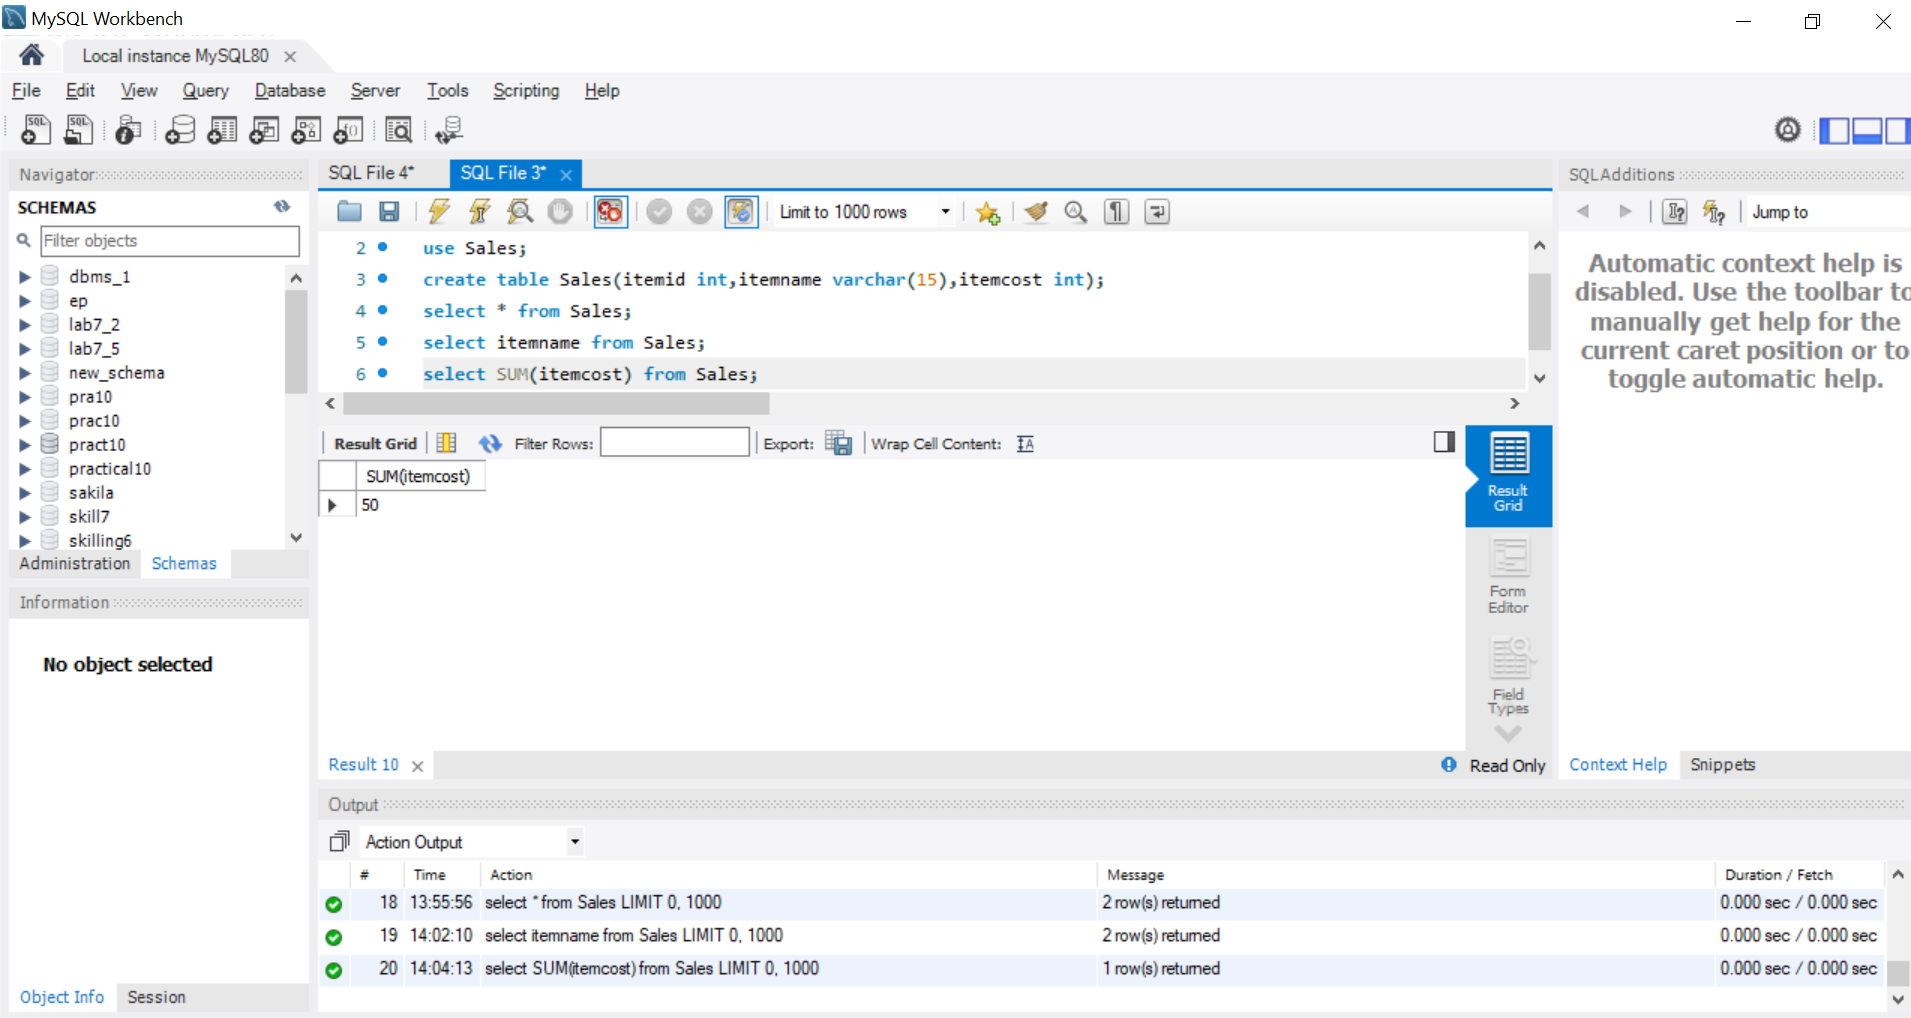 MySQL Workbench
Local instance MySQL80
File Edit View Query Database Server Tools Scripting Help
Navigator
SCHEMAS
Filter objects
dbms_1
ep
lab7_2
lab7_5
new_schema
pra10
prac10
pract10
practical10
sakila
skill7
skilling6
Administration Schemas
Information
No object selected
Object Info Session
SQL File 4* SQL File 3*
Limit to 1000 rows
2 use Sales;
3 create table Sales(itemid int,itemname varchar(15),itemcost int);
4 select * from Sales;
5 select itemname from Sales;
6 select SUM(itemcost) from Sales;
Result Grid Filter Rows: Export: Wrap Cell Content:
SUM(itemcost)
50
Result Grid
Form Editor
Field Types
Result 10 Read Only
SQLAdditions
Jump to
Automatic context help is
disabled. Use the toolbar to
manually get help for the
current caret position or to
toggle automatic help.
Context Help Snippets
Output
Action Output
# Time Action Message Duration / Fetch
18 13:55:56 select * from Sales LIMIT 0, 1000 2 row(s) returned 0.000 sec / 0.000 sec
19 14:02:10 select itemname from Sales LIMIT 0, 1000 2 row(s) returned 0.000 sec / 0.000 sec
20 14:04:13 select SUM(itemcost) from Sales LIMIT 0, 1000 1 row(s) returned 0.000 sec / 0.000 sec